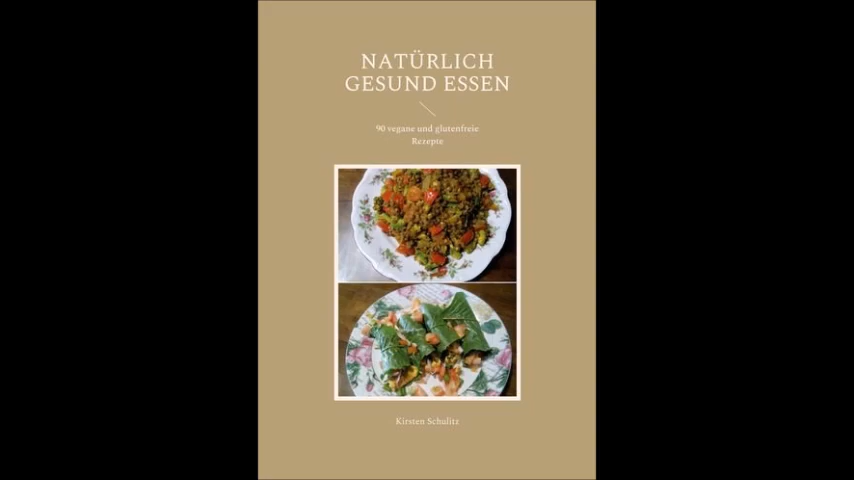 NATÜRLICH
GESUND ESSEN
90 vegane und glutenfreie
Rezepte
Kirsten Schulitz